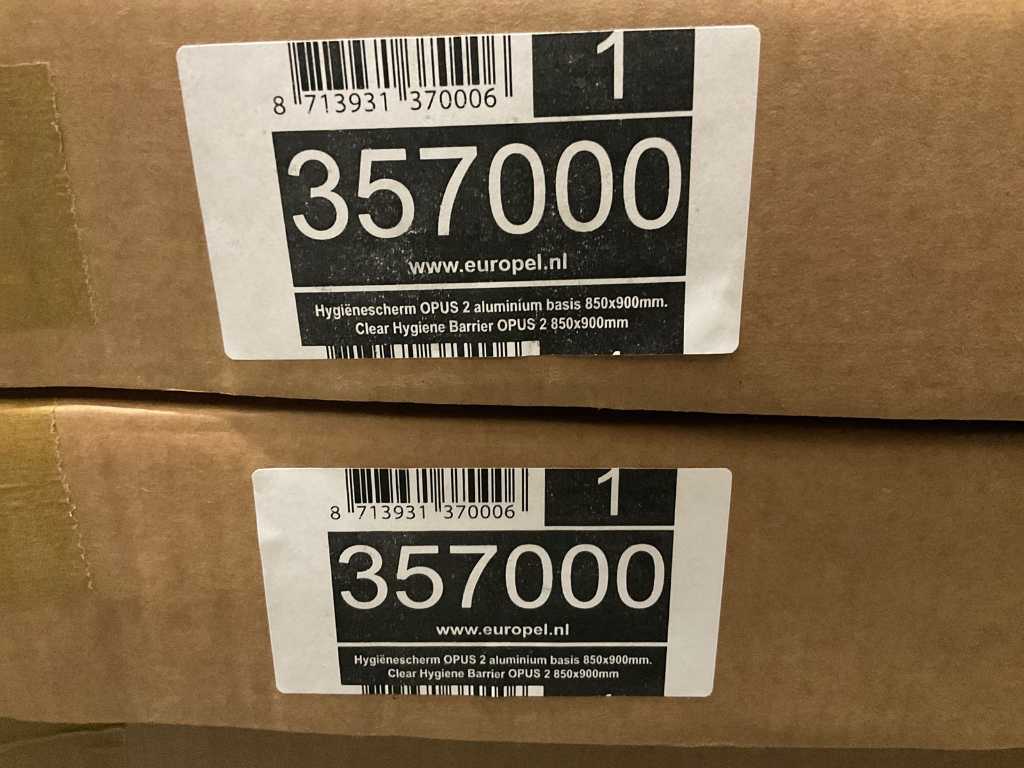 1
8 713931 370006
357000
www.europel.nl
Hygiënescherm OPUS 2 aluminium basis 850x900mm.
Clear Hygiene Barrier OPUS 2 850x900mm
1
8 713931 370006
357000
www.europel.nl
Hygiënescherm OPUS 2 aluminium basis 850x900mm.
Clear Hygiene Barrier OPUS 2 850x900mm